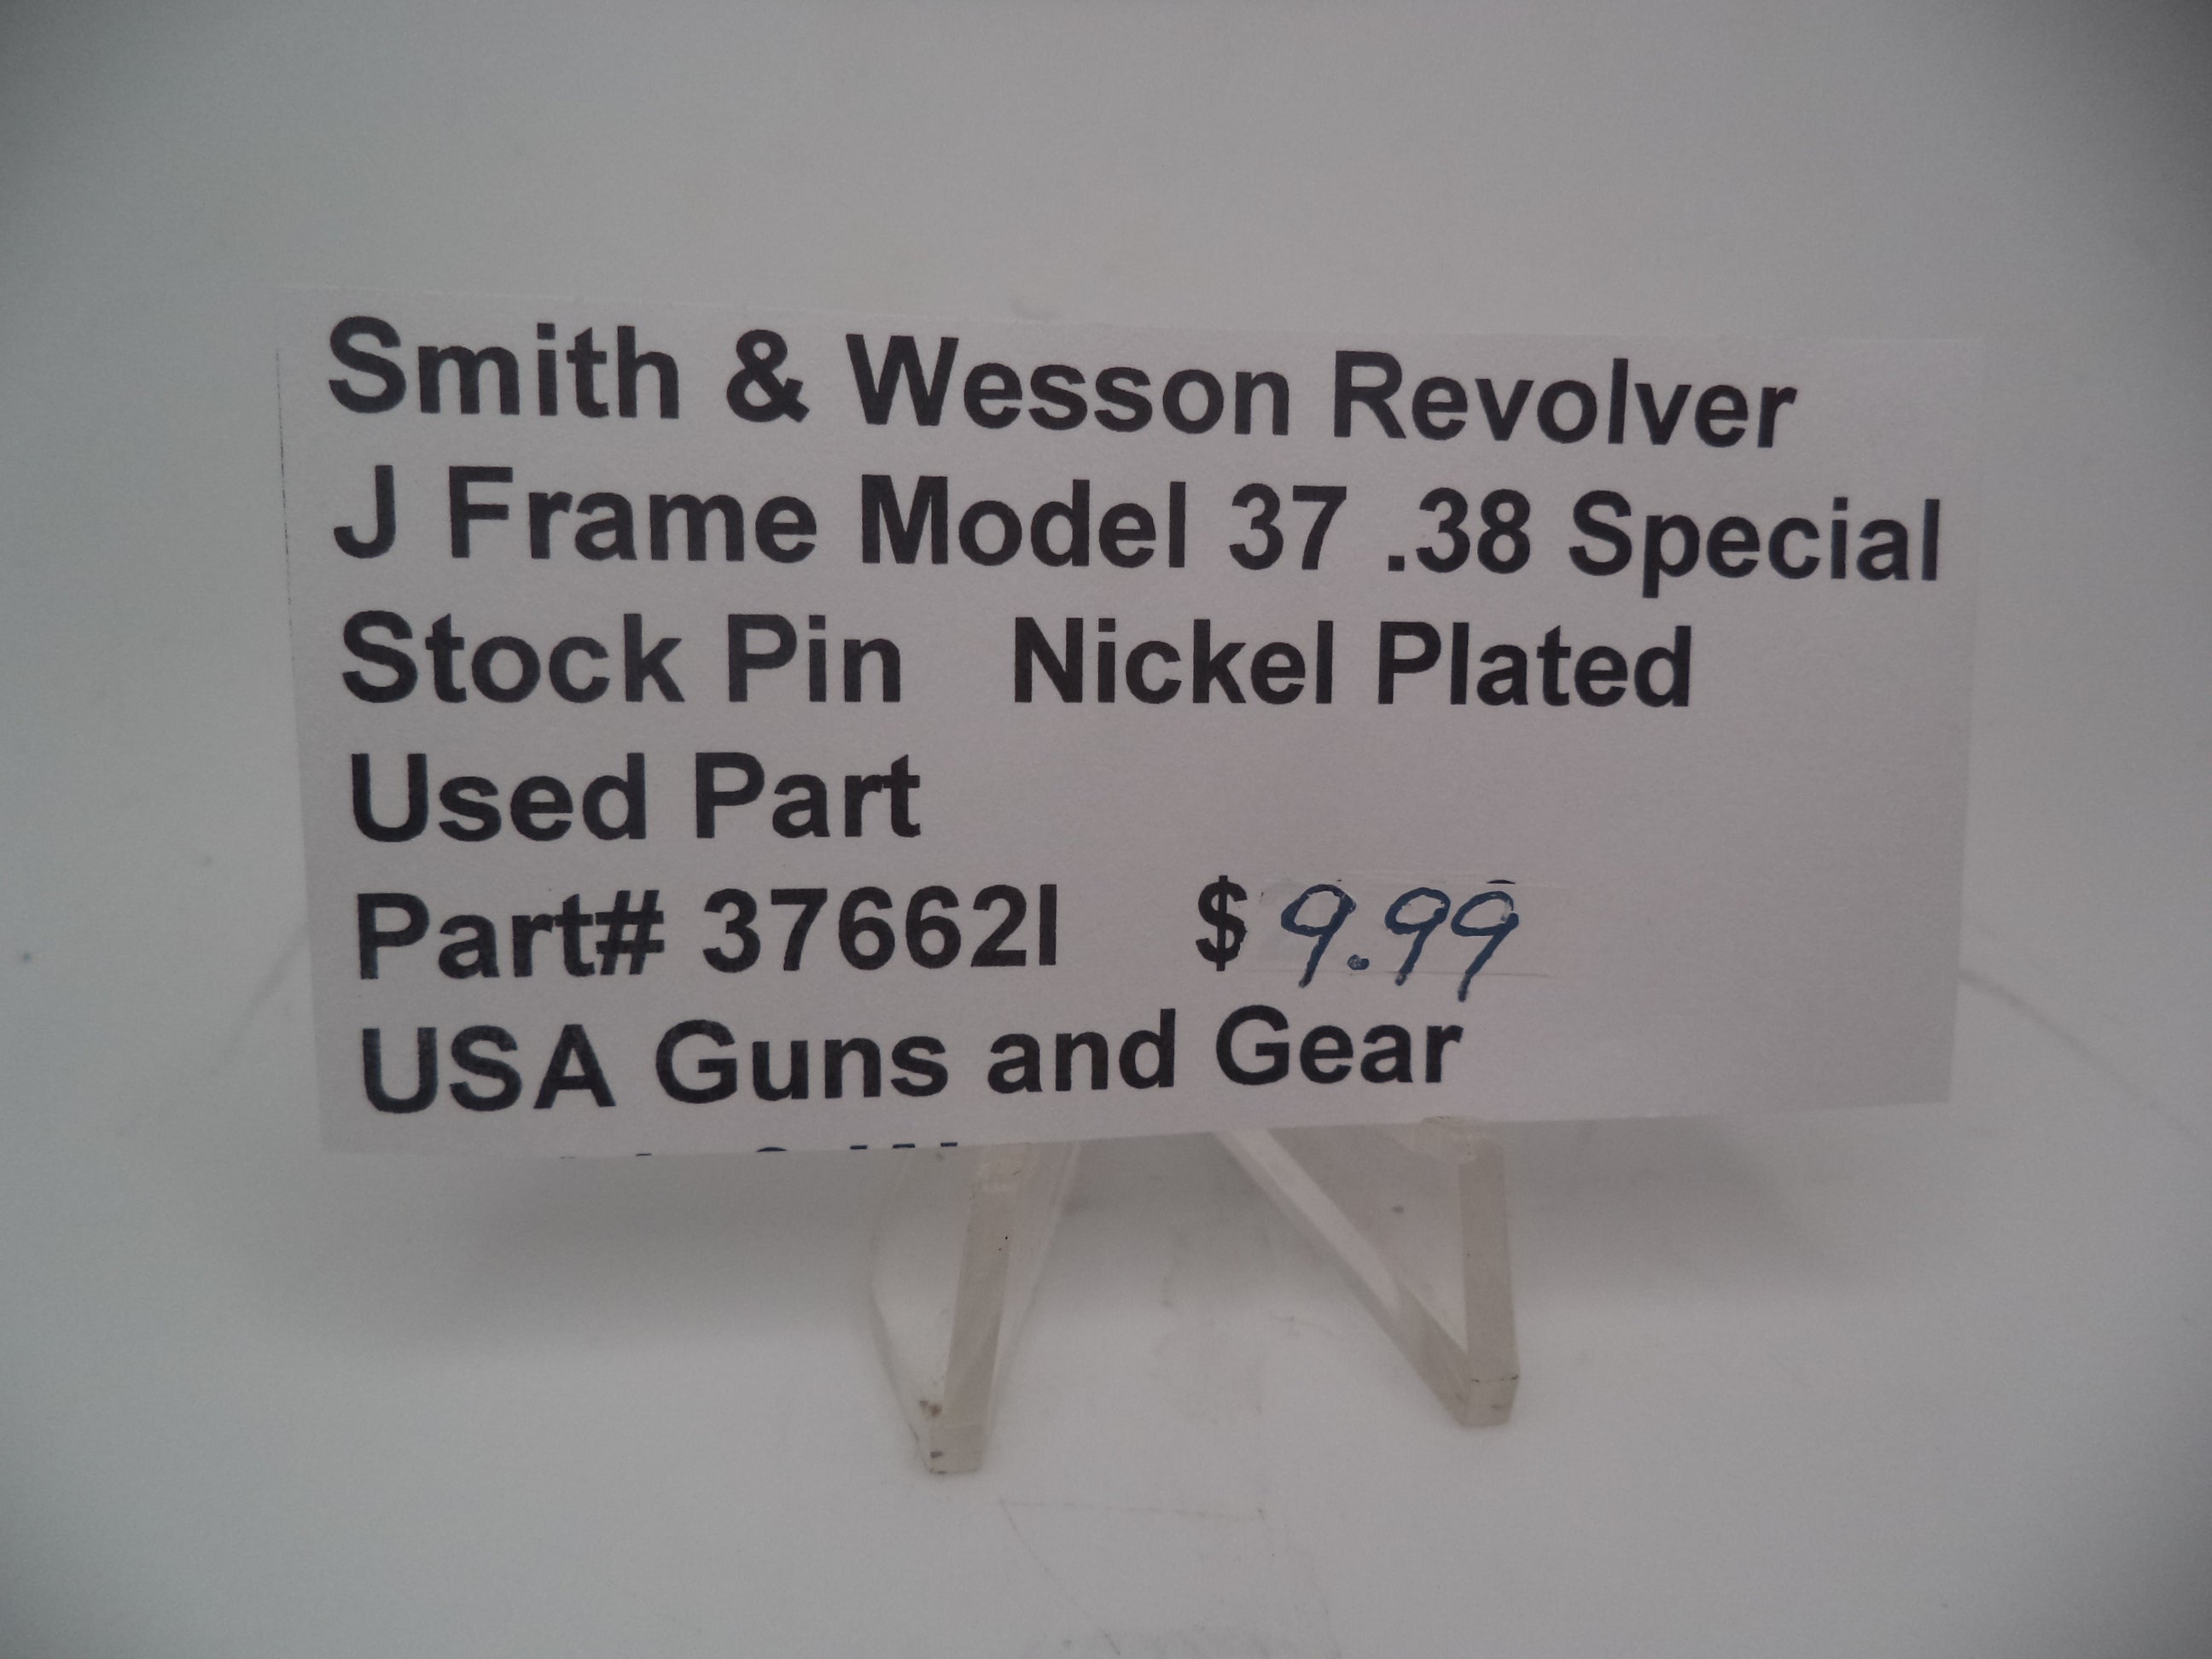 Smith & Wesson Revolver
J Frame Model 37 .38 Special
Stock Pin   Nickel Plated
Used Part
Part# 37662I   $9.99
USA Guns and Gear